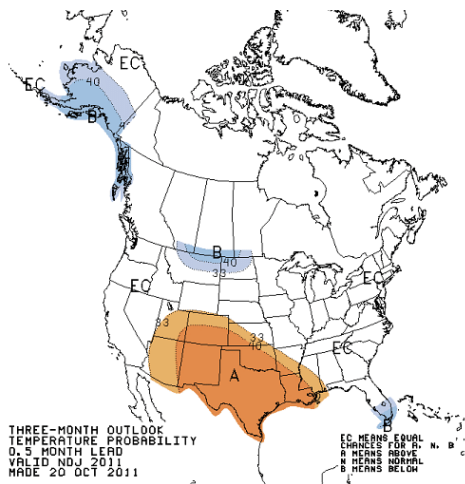 EC
EC
40
B
B
40
33
EC
EC
33
33
40
EC
A
B
THREE-MONTH OUTLOOK
TEMPERATURE PROBABILITY
0.5 MONTH LEAD
VALID NDJ 2011
MADE 20 OCT 2011
EC MEANS EQUAL
CHANCES FOR A, N, B
A MEANS ABOVE
N MEANS NORMAL
B MEANS BELOW